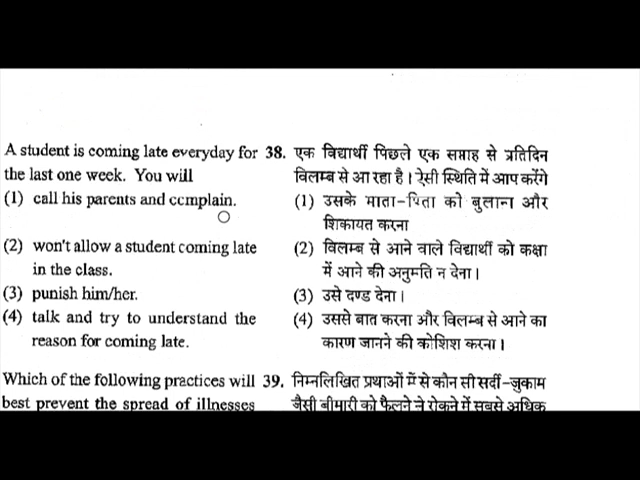 A student is coming late everyday for
the last one week. You will
(1) call his parents and complain.
(2) won't allow a student coming late
in the class.
(3) punish him/her.
(4) talk and try to understand the
reason for coming late.
Which of the following practices will
best prevent the spread of illnesses
38. एक विद्यार्थी पिछले एक सप्ताह से प्रतिदिन
विलम्ब से आ रहा है। ऐसी स्थिति में आप करेंगे
(1) उसके माता-पिता को बुलाना और
शिकायत करना
(2) विलम्ब से आने वाले विद्यार्थी को कक्षा
में आने की अनुमति न देना।
(3) उसे दण्ड देना।
(4) उससे बात करना और विलम्ब से आने का
कारण जानने की कोशिश करना।
39. निम्नलिखित प्रथाओं में से कौन सी सर्दी-जुकाम
जैसी बीमारी को फैलने से रोकने में सबसे अधिक